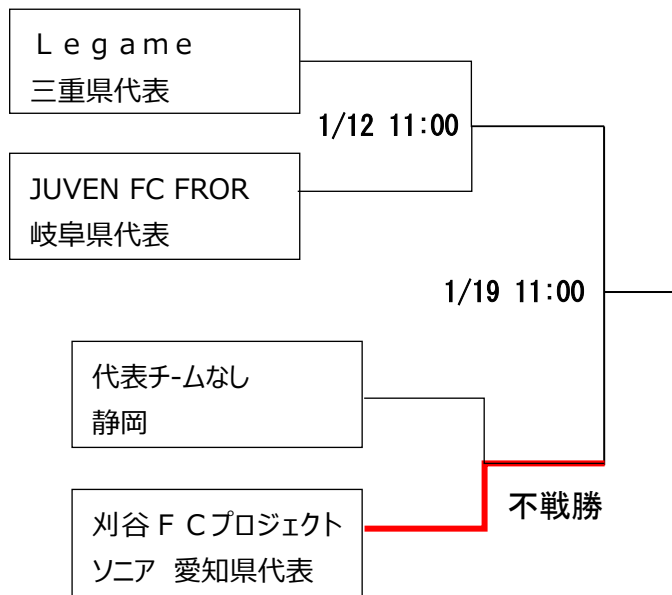 Ｌｅｇａｍｅ
三重県代表
1/12 11:00
JUVEN FC FROR
岐阜県代表
1/19 11:00
代表チ-ムなし
静岡
不戦勝
刈谷ＦＣプロジェクト
ソニア　愛知県代表